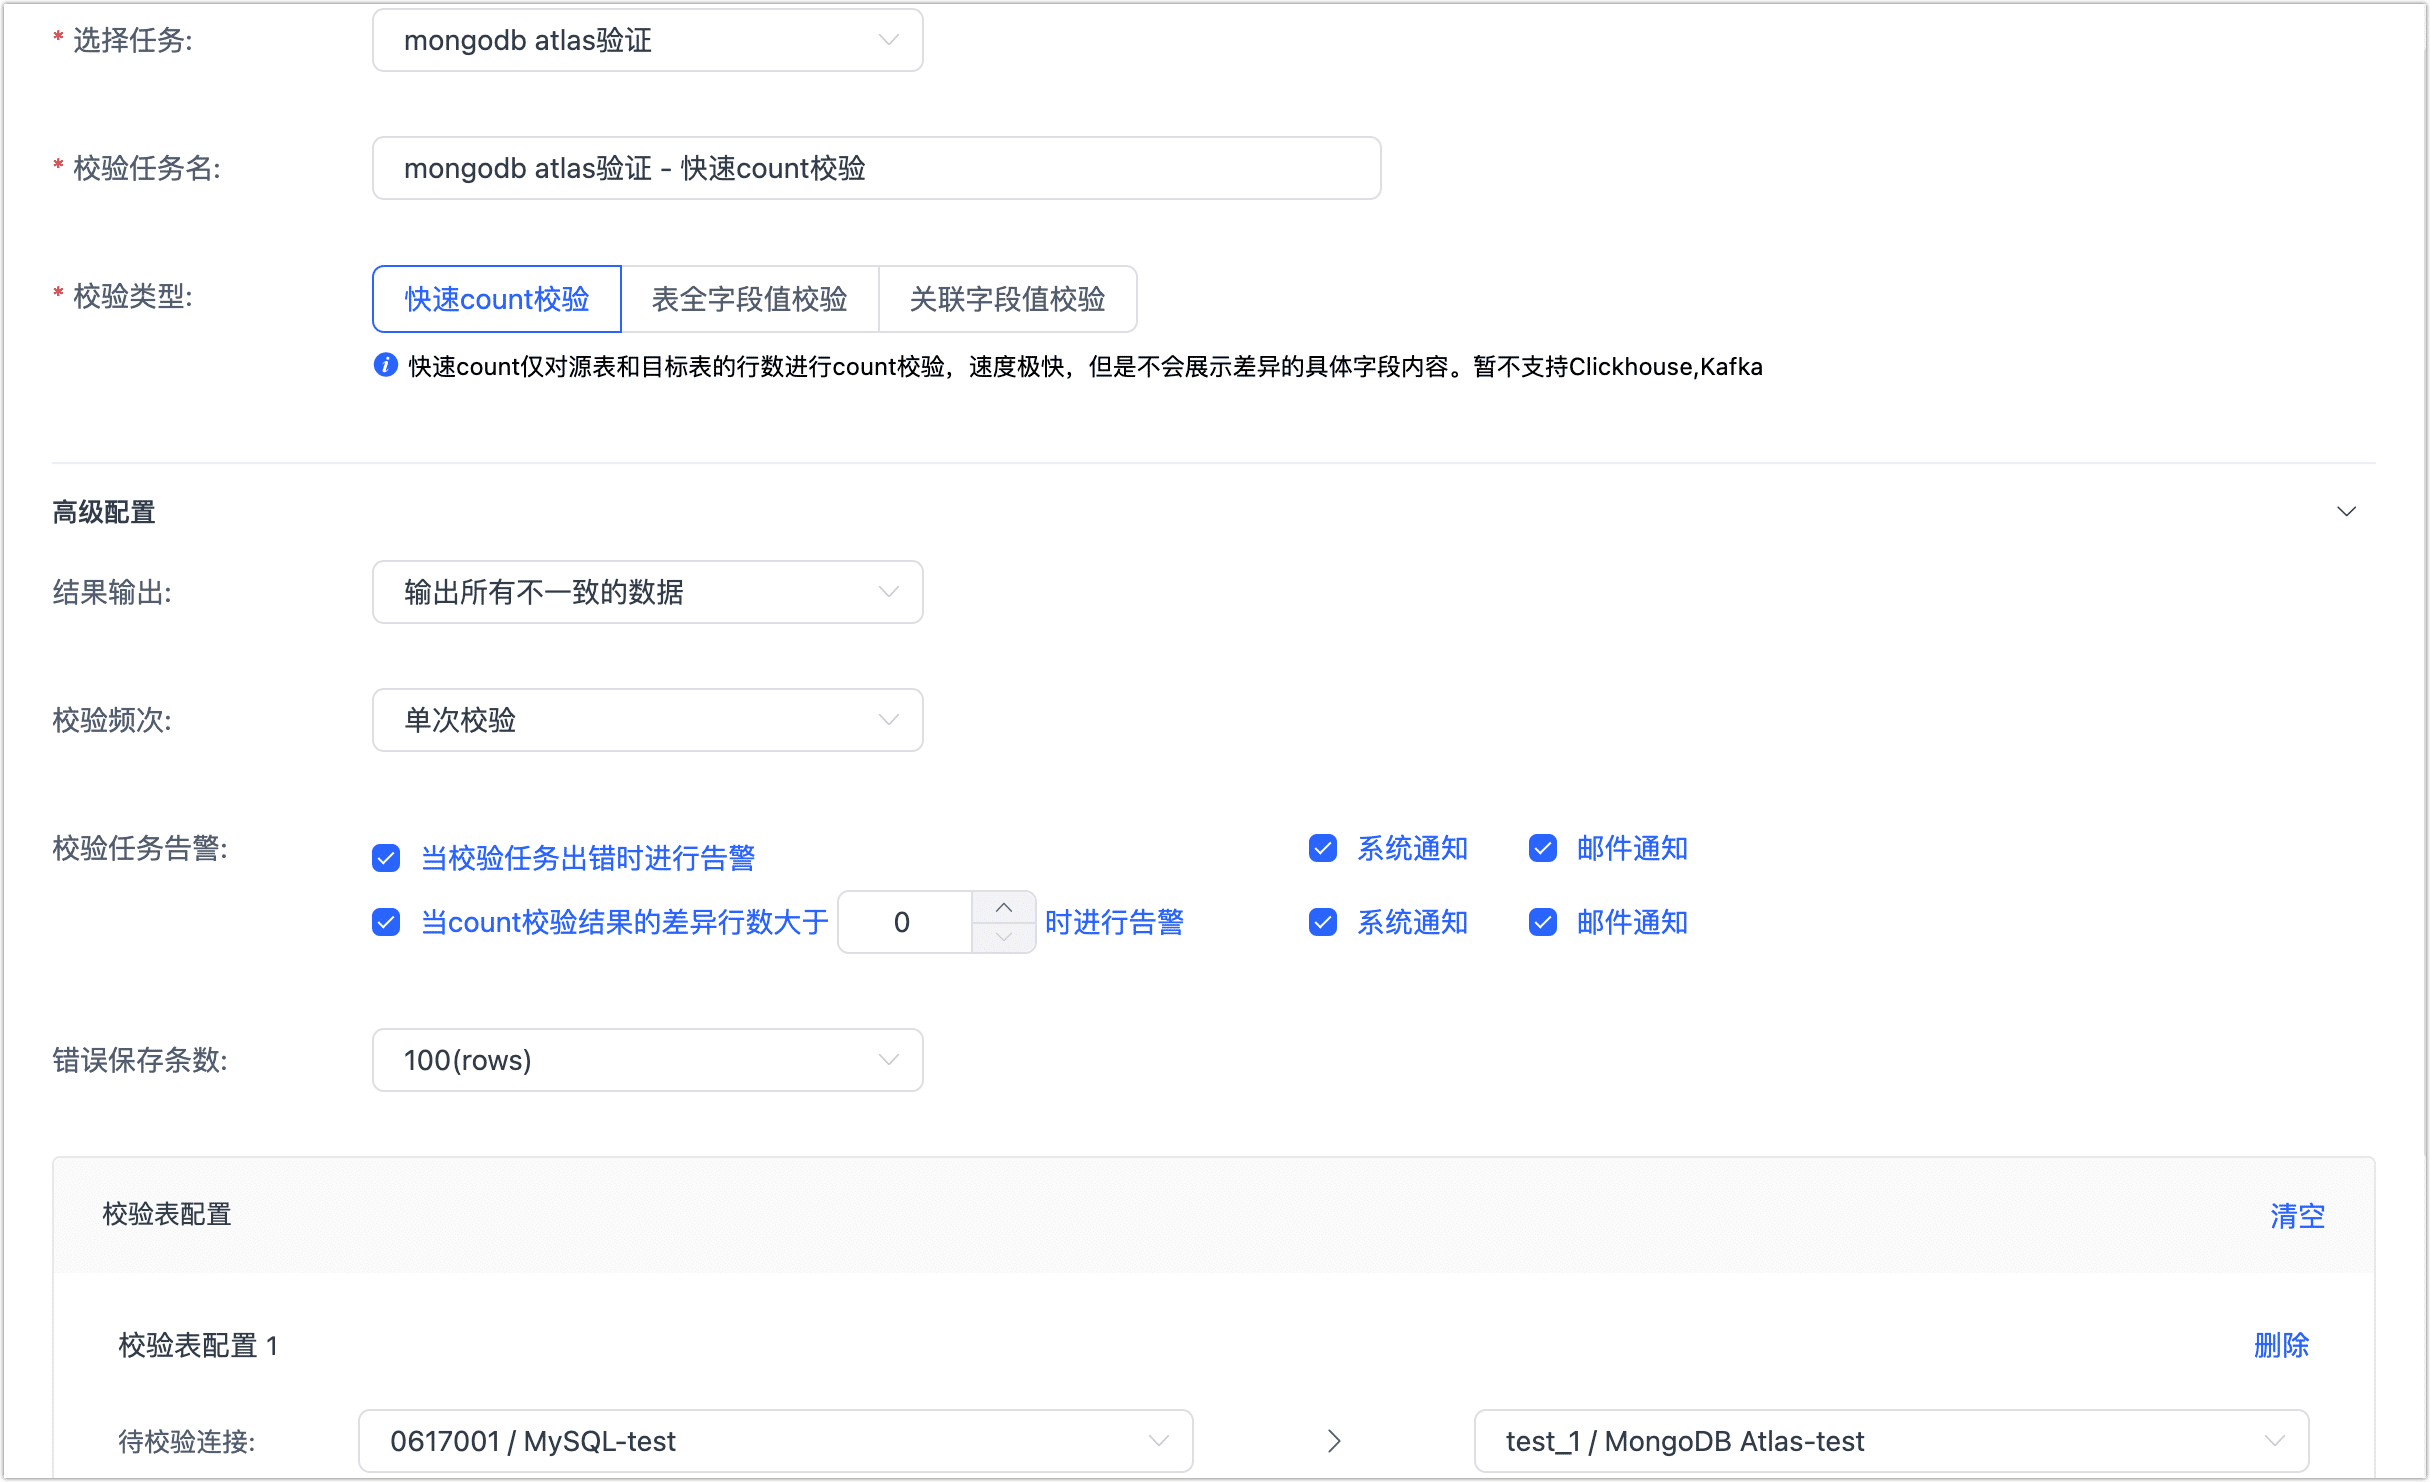 * 选择任务: mongodb atlas验证
* 校验任务名: mongodb atlas验证 - 快速count校验
* 校验类型: 快速count校验 表全字段值校验 关联字段值校验
快速count仅对源表和目标表的行数进行count校验，速度极快，但是不会展示差异的具体字段内容。暂不支持Clickhouse,Kafka
高级配置
结果输出: 输出所有不一致的数据
校验频次: 单次校验
校验任务告警: 当校验任务出错时进行告警 系统通知 邮件通知
当count校验结果的差异行数大于 0 时进行告警 系统通知 邮件通知
错误保存条数: 100(rows)
校验表配置 清空
校验表配置 1 删除
待校验连接: 0617001 / MySQL-test test_1 / MongoDB Atlas-test